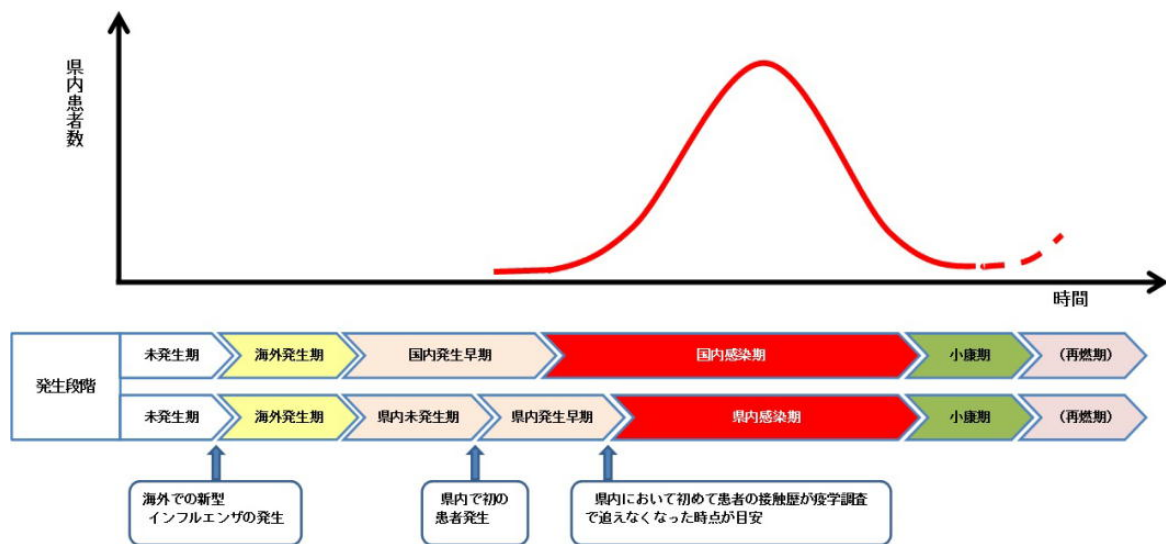 県内患者数
時間
発生段階
未発生期
海外発生期
国内発生早期
国内感染期
小康期
（再燃期）
未発生期
海外発生期
県内未発生期
県内発生早期
県内感染期
小康期
（再燃期）
海外での新型
インフルエンザの発生
県内で初の
患者発生
県内において初めて患者の接触歴が疫学調査
で追えなくなった時点が目安